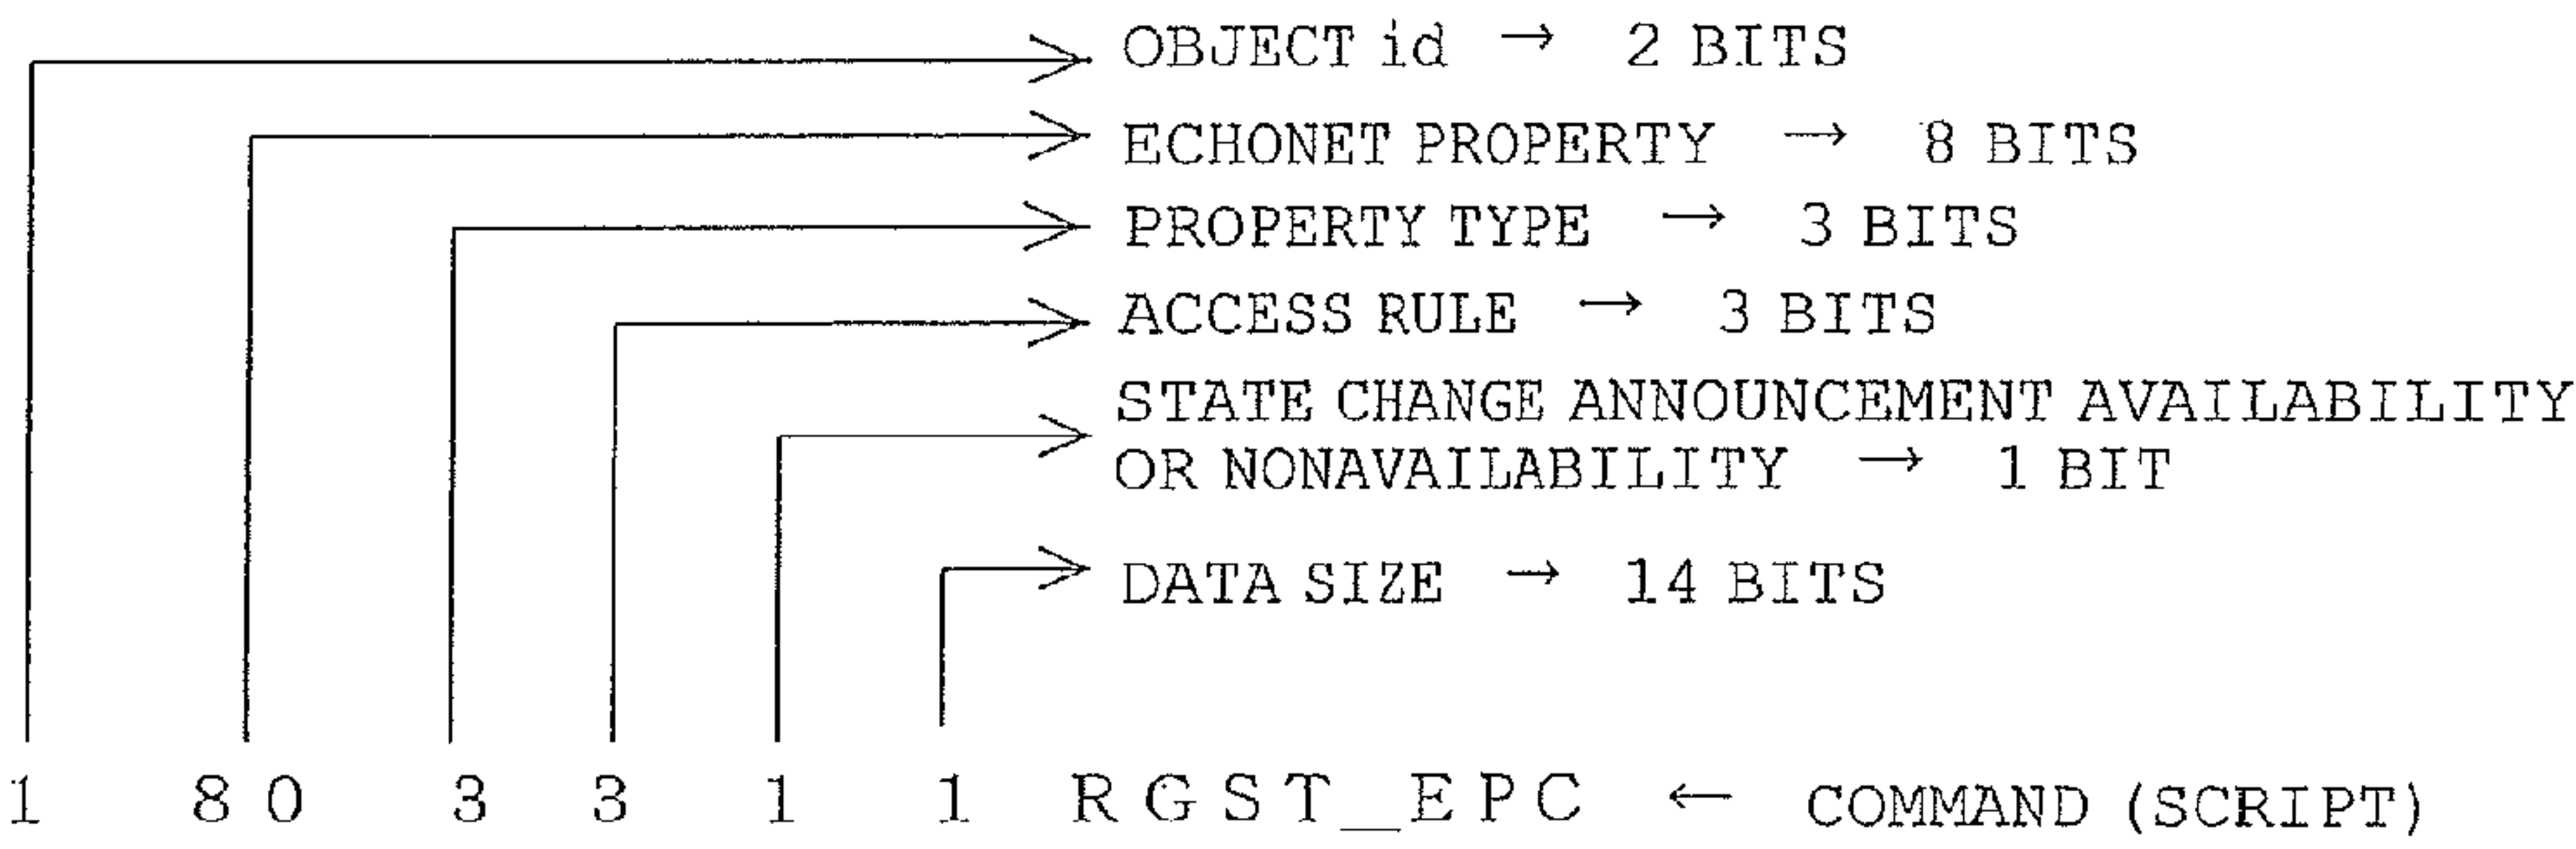 OBJECT id → 2 BITS
ECHONET PROPERTY → 8 BITS
PROPERTY TYPE → 3 BITS
ACCESS RULE → 3 BITS
STATE CHANGE ANNOUNCEMENT AVAILABILITY
OR NONAVAILABILITY → 1 BIT
DATA SIZE → 14 BITS
1 80 3 3 1 1 RGST_EPC ← COMMAND (SCRIPT)